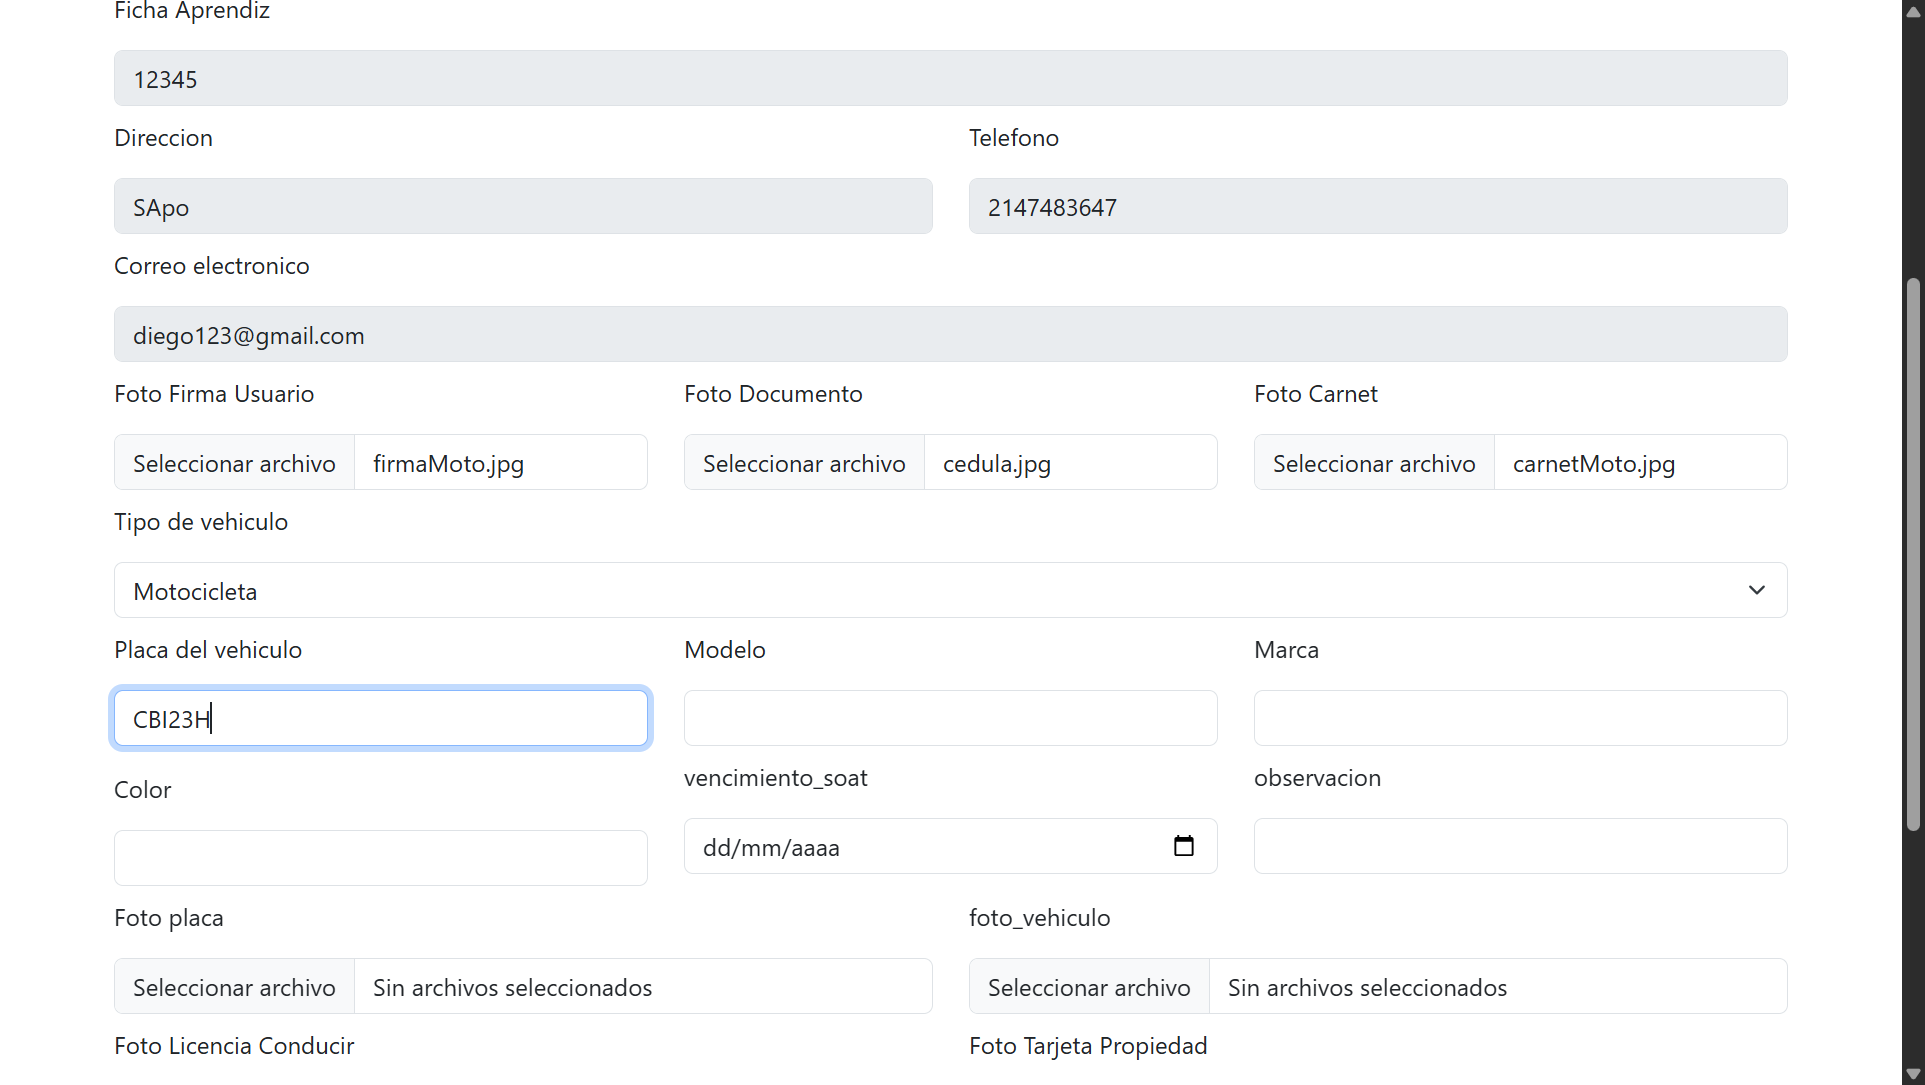 Ficha Aprendiz
12345
Direccion Telefono
SApo 2147483647
Correo electronico
diego123@gmail.com
Foto Firma Usuario Foto Documento Foto Carnet
Seleccionar archivo firmaMoto.jpg Seleccionar archivo cedula.jpg Seleccionar archivo carnetMoto.jpg
Tipo de vehiculo
Motocicleta
Placa del vehiculo Modelo Marca
CBI23H
Color vencimiento_soat observacion
dd/mm/aaaa
Foto placa foto_vehiculo
Seleccionar archivo Sin archivos seleccionados Seleccionar archivo Sin archivos seleccionados
Foto Licencia Conducir Foto Tarjeta Propiedad